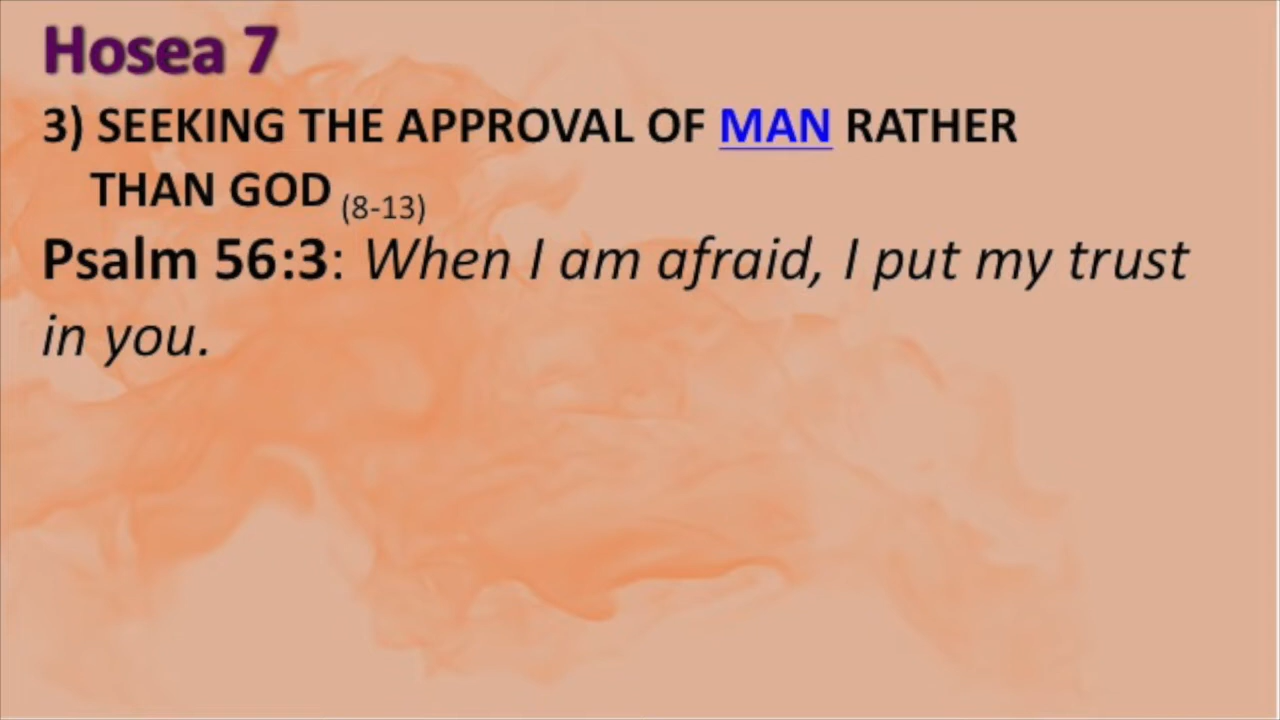 Hosea 7
3) SEEKING THE APPROVAL OF MAN RATHER
THAN GOD (8-13)
Psalm 56:3: When I am afraid, I put my trust
in you.